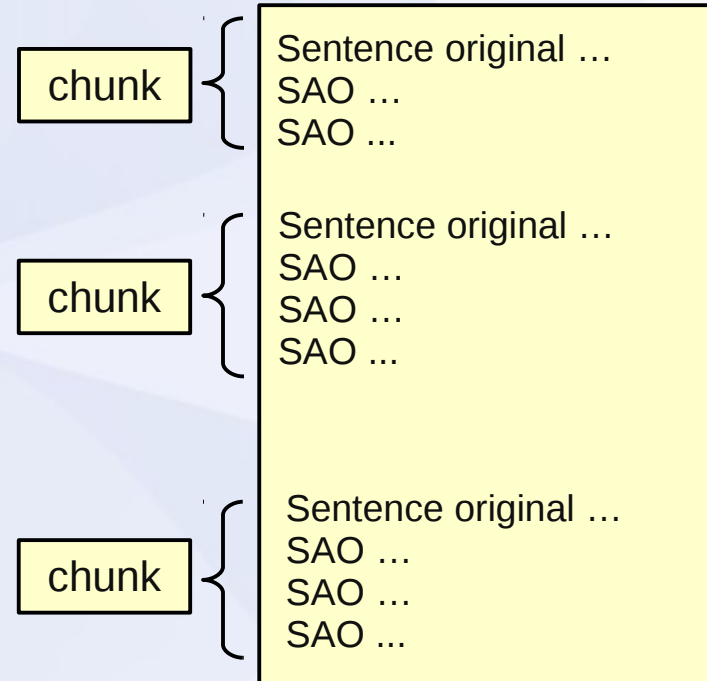 chunk
Sentence original …
SAO …
SAO ...
chunk
Sentence original …
SAO …
SAO …
SAO ...
chunk
Sentence original …
SAO …
SAO …
SAO ...